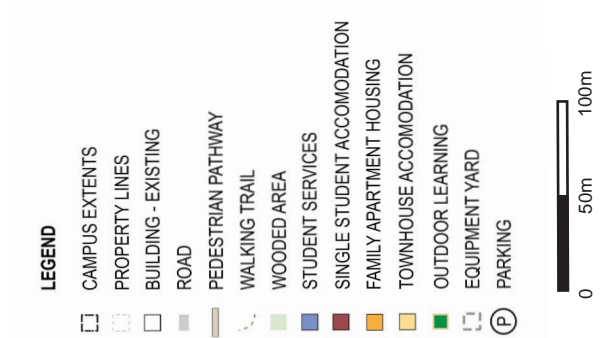 LEGEND
CAMPUS EXTENTS
PROPERTY LINES
BUILDING - EXISTING
ROAD
PEDESTRIAN PATHWAY
WALKING TRAIL
WOODED AREA
STUDENT SERVICES
SINGLE STUDENT ACCOMODATION
FAMILY APARTMENT HOUSING
TOWNHOUSE ACCOMODATION
OUTDOOR LEARNING
EQUIPMENT YARD
P PARKING
0 50m 100m